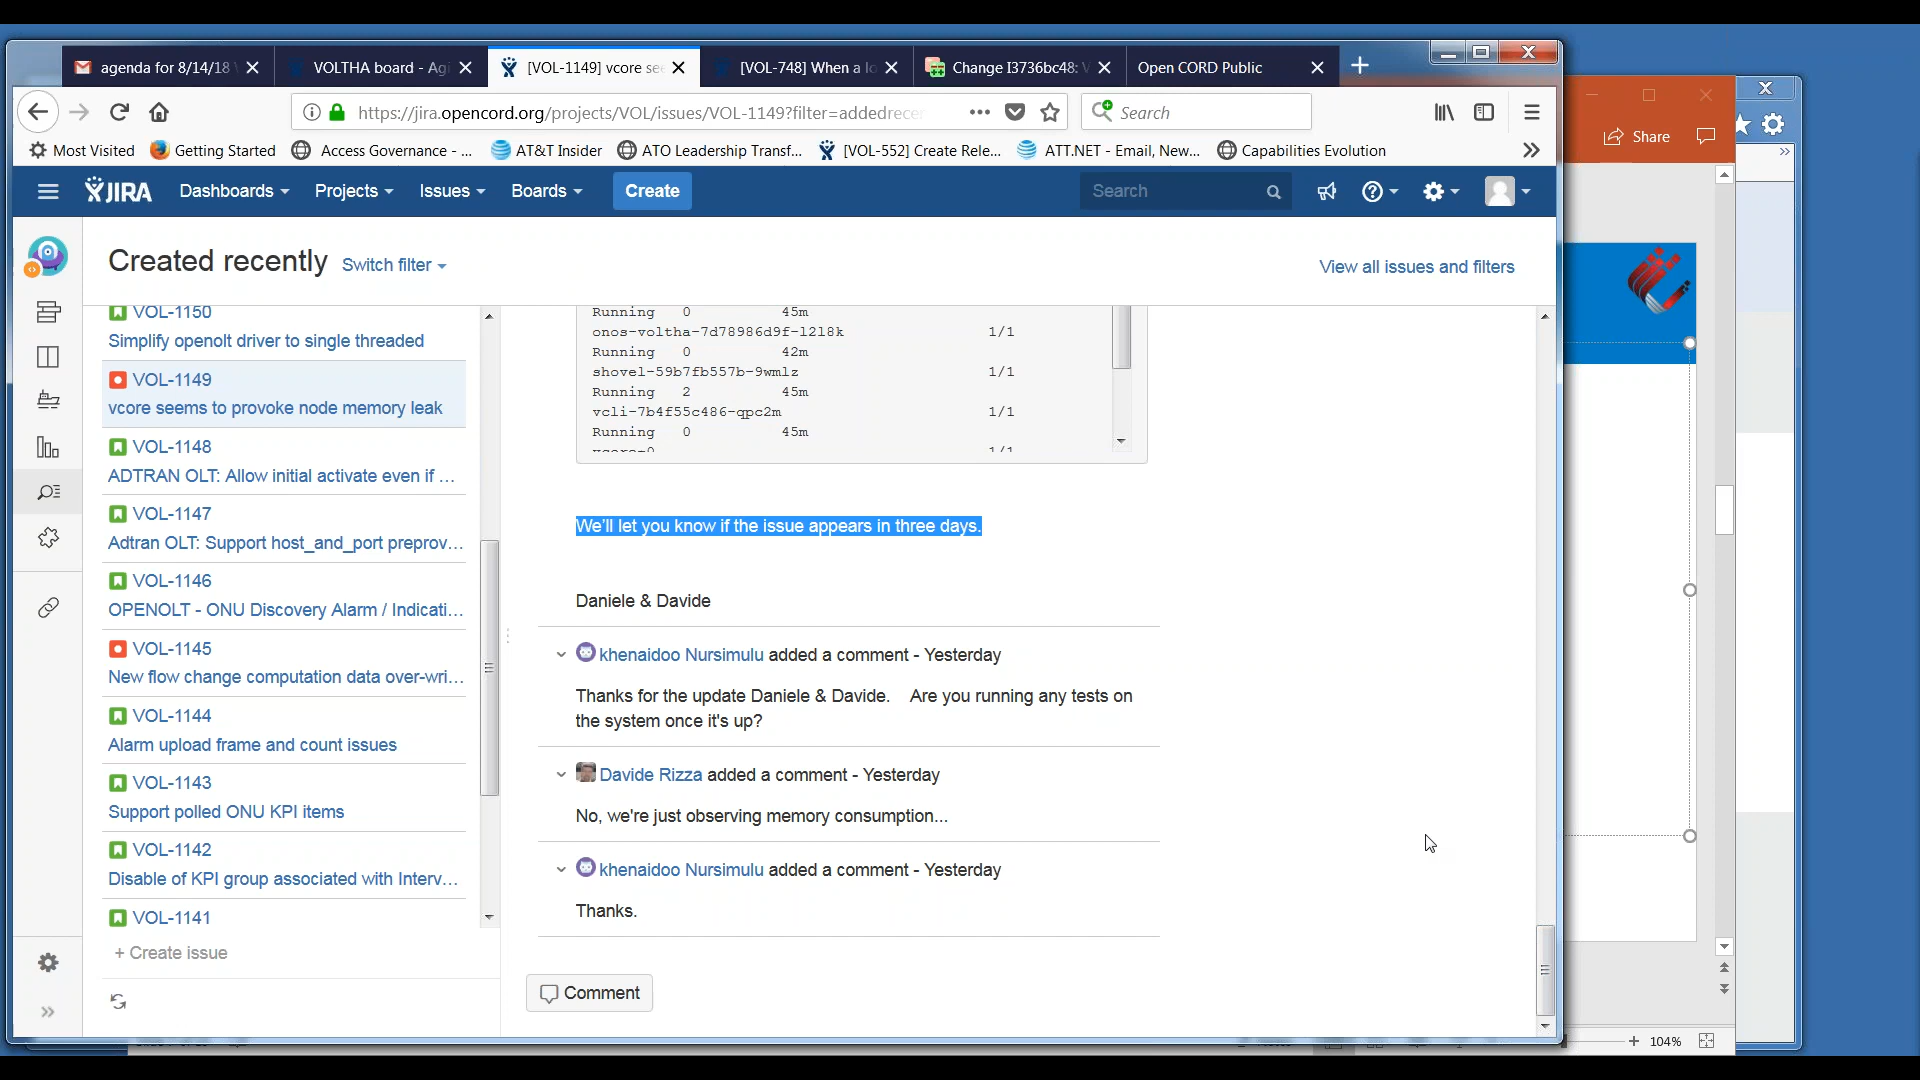 agenda for 8/14/18
VOLTHA board - Agi
[VOL-1149] vcore see
[VOL-748] When a lo
Change I3736bc48: V
Open CORD Public
https://jira.opencord.org/projects/VOL/issues/VOL-1149?filter=addedrecen
Search
Share
Most Visited
Getting Started
Access Governance - ...
AT&T Insider
ATO Leadership Transf...
[VOL-552] Create Rele...
ATT.NET - Email, New...
Capabilities Evolution
JIRA
Dashboards
Projects
Issues
Boards
Create
Search
Created recently
Switch filter
View all issues and filters
VOL-1150
Simplify openolt driver to single threaded
VOL-1149
vcore seems to provoke node memory leak
VOL-1148
ADTRAN OLT: Allow initial activate even if ...
VOL-1147
Adtran OLT: Support host_and_port preprov...
VOL-1146
OPENOLT - ONU Discovery Alarm / Indicati...
VOL-1145
New flow change computation data over-wri...
VOL-1144
Alarm upload frame and count issues
VOL-1143
Support polled ONU KPI items
VOL-1142
Disable of KPI group associated with Interv...
VOL-1141
+ Create issue
Running 0 45m
onos-voltha-7d78986d9f-l2l8k 1/1
Running 0 42m
shovel-59b7fb557b-9wmlz 1/1
Running 2 45m
vcli-7b4f55c486-qpc2m 1/1
Running 0 45m
vcore-0 1/1
We'll let you know if the issue appears in three days.
Daniele & Davide
khenaidoo Nursimulu added a comment - Yesterday
Thanks for the update Daniele & Davide. Are you running any tests on
the system once it's up?
Davide Rizza added a comment - Yesterday
No, we're just observing memory consumption...
khenaidoo Nursimulu added a comment - Yesterday
Thanks.
Comment
104%